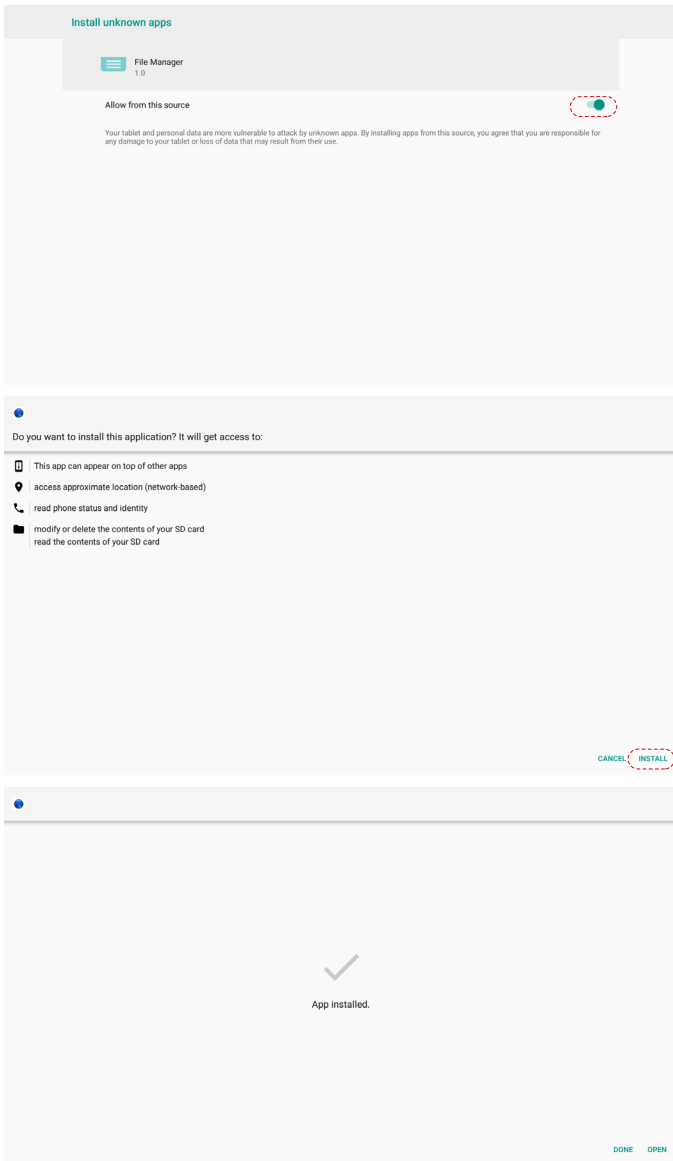 Install unknown apps
File Manager
1.0
Allow from this source
Your tablet and personal data are more vulnerable to attack by unknown apps. By installing apps from this source, you agree that you are responsible for
any damage to your tablet or loss of data that may result from their use.
Do you want to install this application? It will get access to:
This app can appear on top of other apps
access approximate location (network-based)
read phone status and identity
modify or delete the contents of your SD card
read the contents of your SD card
CANCEL INSTALL
App installed.
DONE OPEN